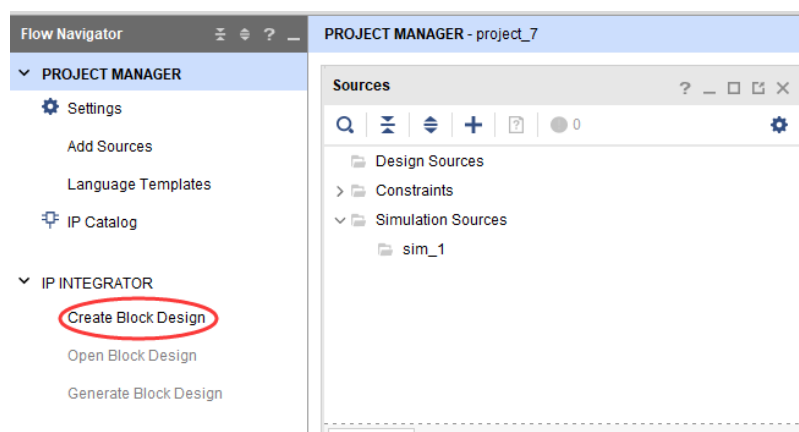 Flow Navigator
PROJECT MANAGER
Settings
Add Sources
Language Templates
IP Catalog
IP INTEGRATOR
Create Block Design
Open Block Design
Generate Block Design
PROJECT MANAGER - project_7
Sources
0
Design Sources
Constraints
Simulation Sources
sim_1